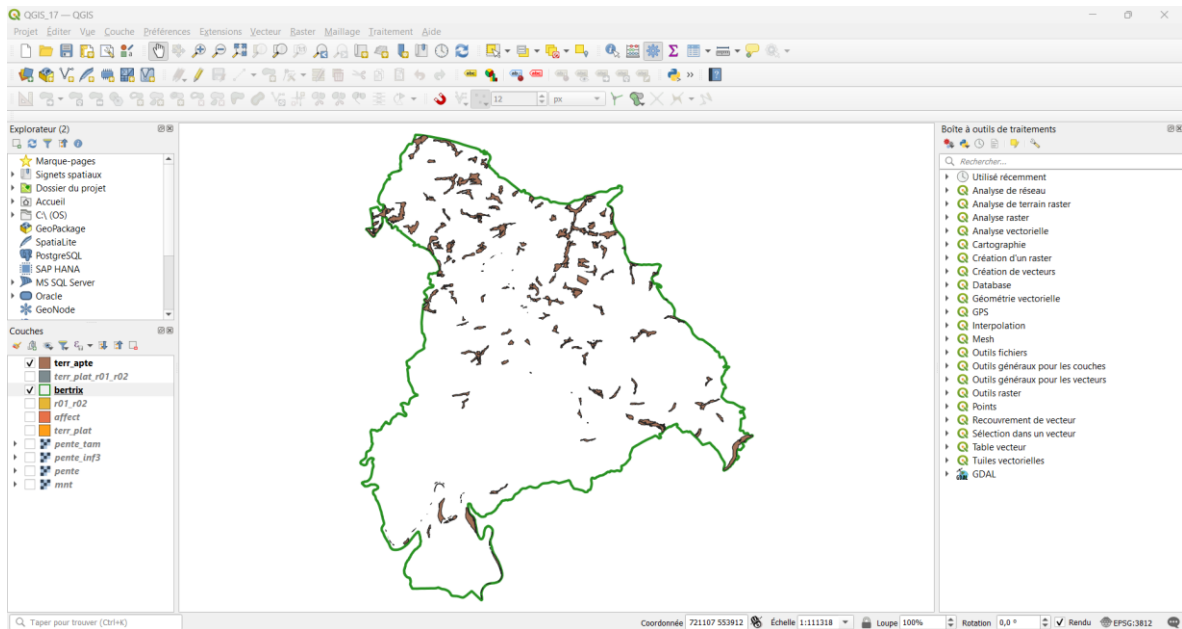 QGIS_17 — QGIS
Projet Éditer Vue Couche Préférences Extensions Vecteur Raster Maillage Traitement Aide
12 px
Explorateur (2)
Marque-pages
Signets spatiaux
Dossier du projet
Accueil
C:\ (OS)
GeoPackage
SpatiaLite
PostgreSQL
SAP HANA
MS SQL Server
Oracle
GeoNode
Couches
terr_apte
terr_plat_r01_r02
bertrix
r01_r02
affect
terr_plat
pente_tam
pente_inf3
pente
mnt
Boîte à outils de traitements
Rechercher...
Utilisé récemment
Analyse de réseau
Analyse de terrain raster
Analyse raster
Analyse vectorielle
Cartographie
Création d'un raster
Création de vecteurs
Database
Géométrie vectorielle
GPS
Interpolation
Mesh
Outils fichiers
Outils généraux pour les couches
Outils généraux pour les vecteurs
Outils raster
Points
Recouvrement de vecteur
Sélection dans un vecteur
Table vecteur
Tuiles vectorielles
GDAL
Taper pour trouver (Ctrl+K)
Coordonnée 721107 553912 Échelle 1:111318 Loupe 100% Rotation 0,0 ° Rendu EPSG:3812